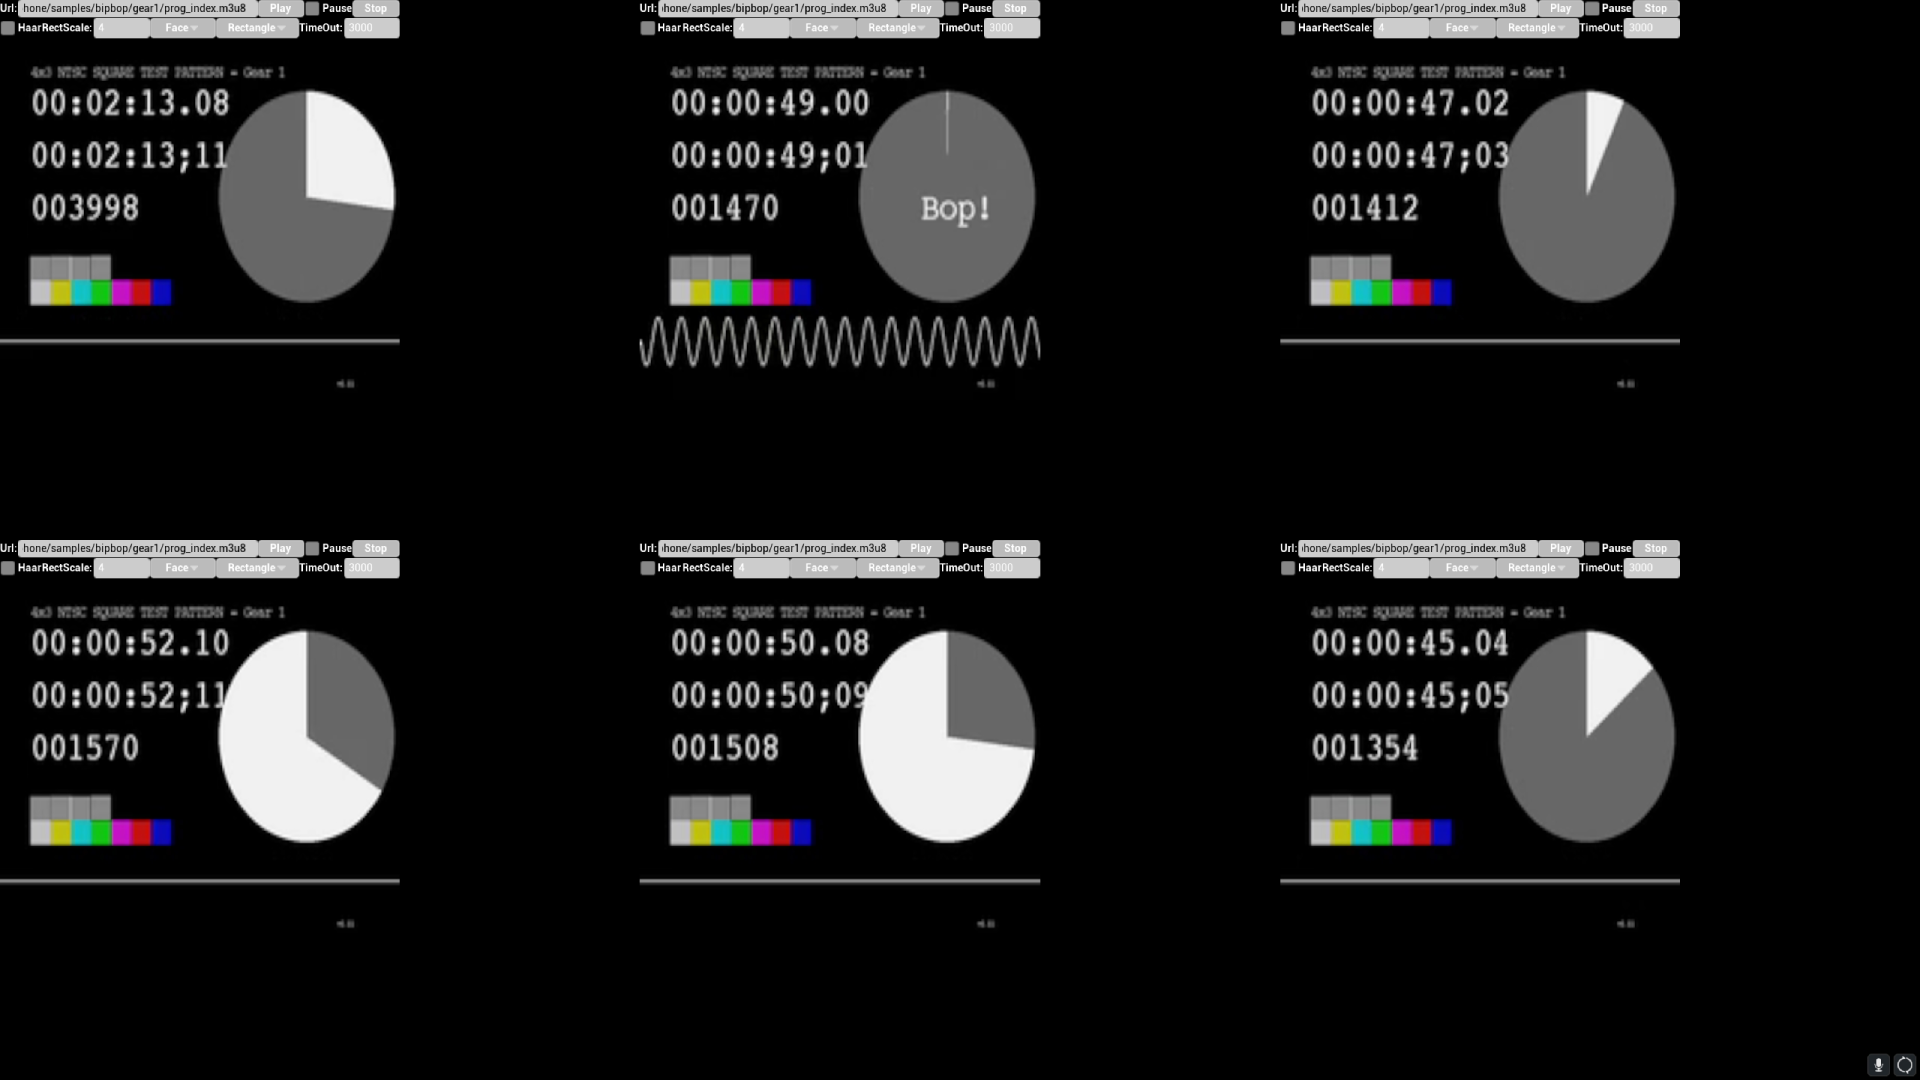 Url: hone/samples/bipbop/gear1/prog_index.m3u8 Play Pause Stop
HaarRectScale: 4 Face Rectangle TimeOut: 3000
4x3 NTSC SQUARE TEST PATTERN - Gear 1
00:02:13.08
00:02:13;11
003998
Url: hone/samples/bipbop/gear1/prog_index.m3u8 Play Pause Stop
HaarRectScale: 4 Face Rectangle TimeOut: 3000
4x3 NTSC SQUARE TEST PATTERN - Gear 1
00:00:49.00
00:00:49;01
001470
Bop!
Url: hone/samples/bipbop/gear1/prog_index.m3u8 Play Pause Stop
HaarRectScale: 4 Face Rectangle TimeOut: 3000
4x3 NTSC SQUARE TEST PATTERN - Gear 1
00:00:47.02
00:00:47;03
001412
Url: hone/samples/bipbop/gear1/prog_index.m3u8 Play Pause Stop
HaarRectScale: 4 Face Rectangle TimeOut: 3000
4x3 NTSC SQUARE TEST PATTERN - Gear 1
00:00:52.10
00:00:52;11
001570
Url: hone/samples/bipbop/gear1/prog_index.m3u8 Play Pause Stop
HaarRectScale: 4 Face Rectangle TimeOut: 3000
4x3 NTSC SQUARE TEST PATTERN - Gear 1
00:00:50.08
00:00:50;09
001508
Url: hone/samples/bipbop/gear1/prog_index.m3u8 Play Pause Stop
HaarRectScale: 4 Face Rectangle TimeOut: 3000
4x3 NTSC SQUARE TEST PATTERN - Gear 1
00:00:45.04
00:00:45;05
001354